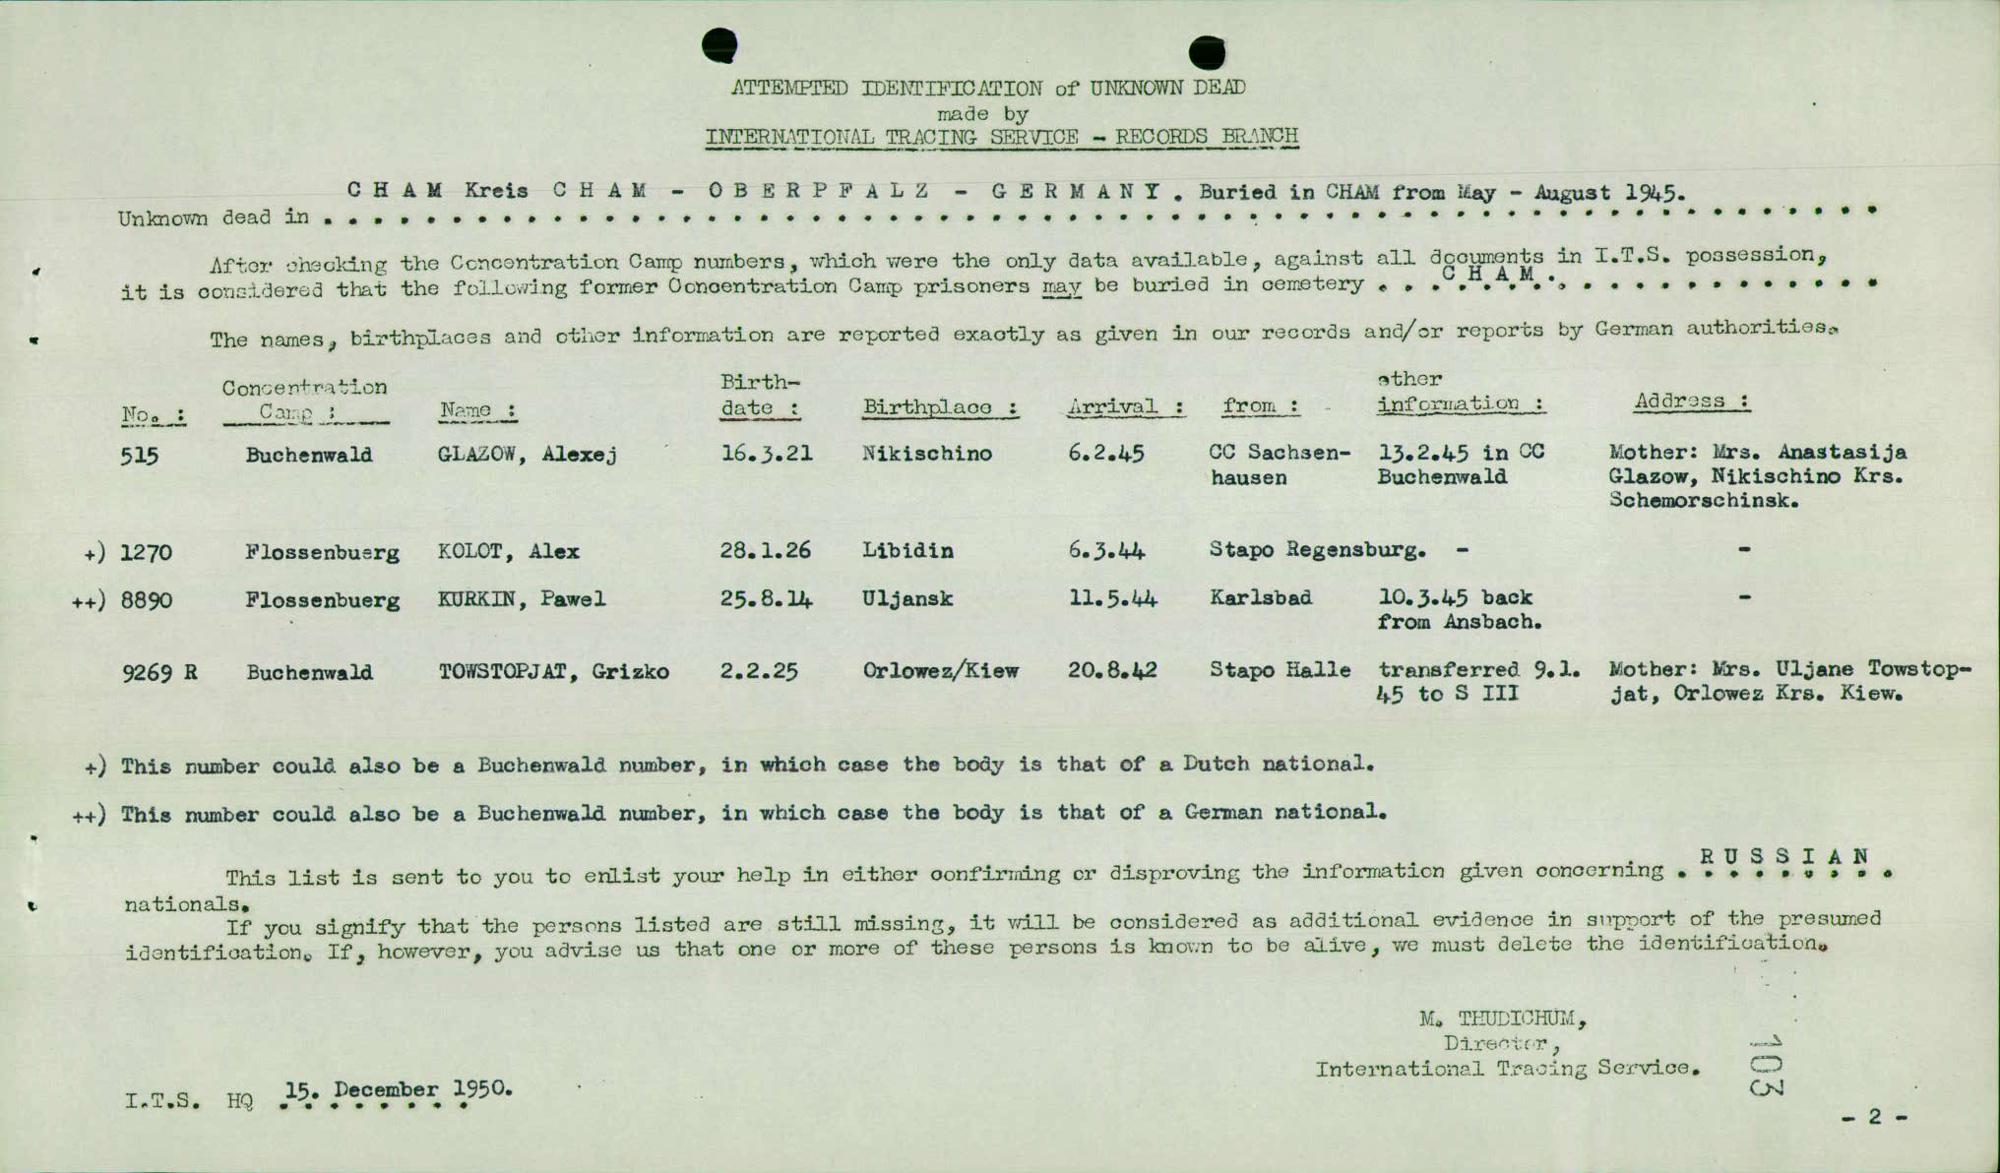 ATTEMPTED IDENTIFICATION of UNKNOWN DEAD
made by
INTERNATIONAL TRACING SERVICE - RECORDS BRANCH
C H A M Kreis C H A M - O B E R P F A L Z - G E R M A N Y . Buried in CHAM from May - August 1945.
Unknown dead in . . . . . . . . . . . . . . . . . . . . . . . . . . . . . . . . . . . . . . . . . . . .
After checking the Concentration Camp numbers, which were the only data available, against all documents in I.T.S. possession,
it is considered that the following former Concentration Camp prisoners may be buried in cemetery . . . C H A M . . . . . . . . . . . . . .
The names, birthplaces and other information are reported exactly as given in our records and/or reports by German authorities.
No. : Concentration Camp : Name : Birth-date : Birthplace : Arrival : from : other information : Address :
515 Buchenwald GLAZOW, Alexej 16.3.21 Nikischino 6.2.45 CC Sachsen- 13.2.45 in CC Mother: Mrs. Anastasija
hausen Buchenwald Glazow, Nikischino Krs.
Schemorschinsk.
+) 1270 Flossenbuerg KOLOT, Alex 28.1.26 Libidin 6.3.44 Stapo Regensburg. - -
++) 8890 Flossenbuerg KURKIN, Pawel 25.8.14 Uljansk 11.5.44 Karlsbad 10.3.45 back -
from Ansbach.
9269 R Buchenwald TOWSTOPJAT, Grizko 2.2.25 Orlowez/Kiew 20.8.42 Stapo Halle transferred 9.1. Mother: Mrs. Uljane Towstop-
45 to S III jat, Orlowez Krs. Kiew.
+) This number could also be a Buchenwald number, in which case the body is that of a Dutch national.
++) This number could also be a Buchenwald number, in which case the body is that of a German national.
This list is sent to you to enlist your help in either confirming or disproving the information given concerning . R U S S I A N .
nationals.
If you signify that the persons listed are still missing, it will be considered as additional evidence in support of the presumed
identification. If, however, you advise us that one or more of these persons is known to be alive, we must delete the identification.
M. THUDICHUM,
Director,
International Tracing Service.
103
I.T.S. HQ 15. December 1950.
- 2 -